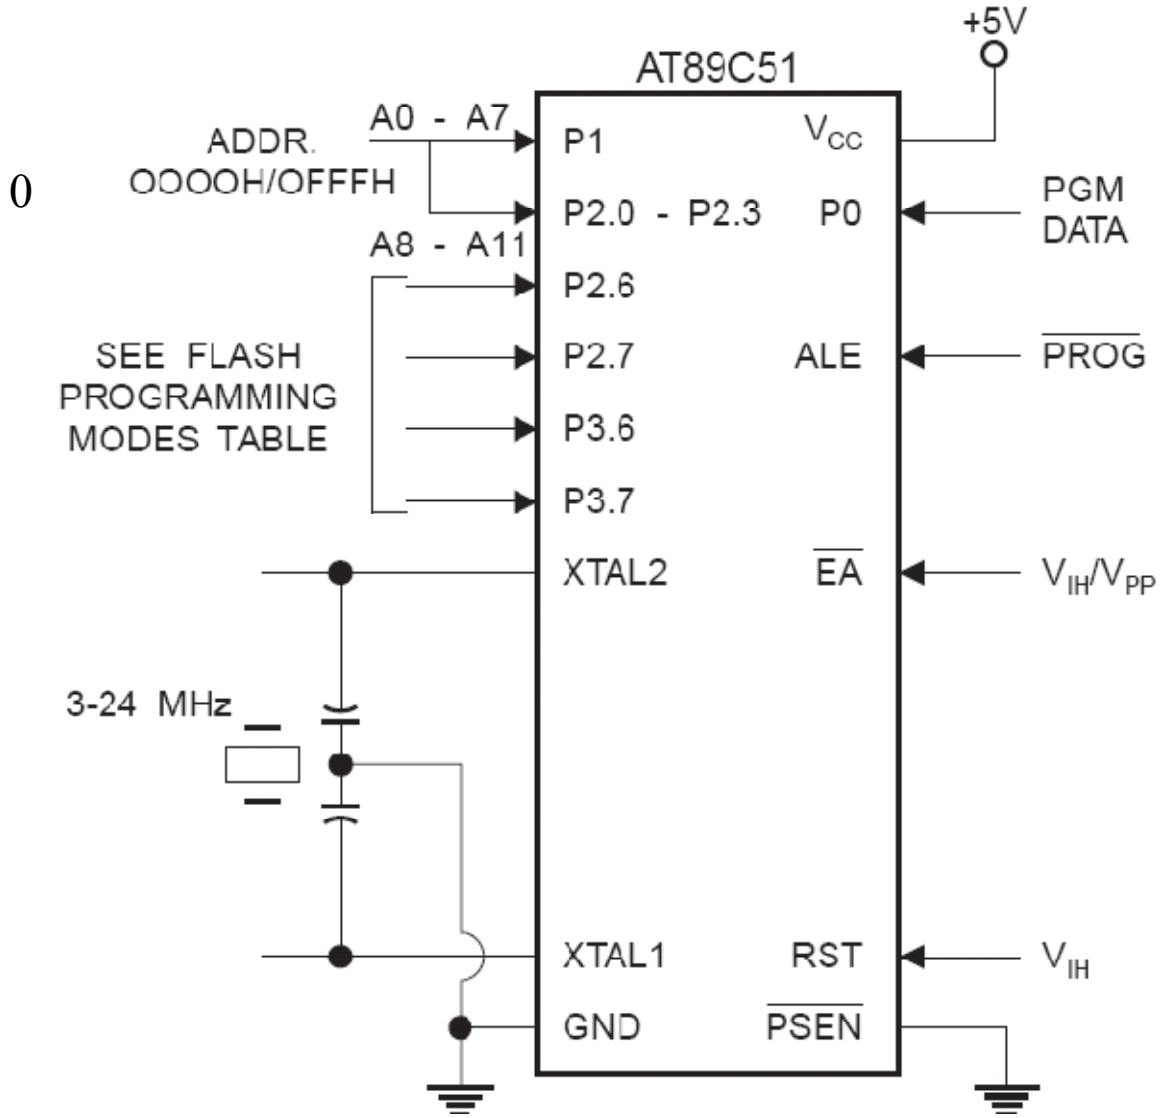 +5V
AT89C51
A0 - A7
ADDR.
OOOOH/OFFFH
0
P1
VCC
P2.0 - P2.3
P0
PGM
DATA
A8 - A11
P2.6
SEE FLASH
PROGRAMMING
MODES TABLE
P2.7
ALE
PROG
P3.6
P3.7
XTAL2
EA
VIH/VPP
3-24 MHz
XTAL1
RST
VIH
GND
PSEN